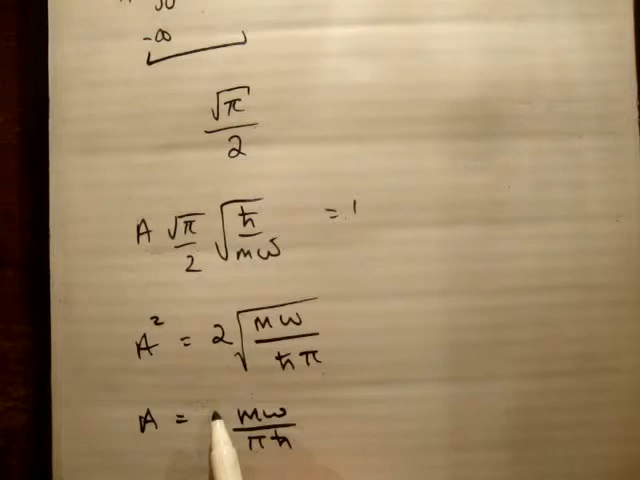 -∞
√π / 2
A √π / 2 √(ħ / mω) = 1
A² = 2 √(mω / ħπ)
A = mω / πħ